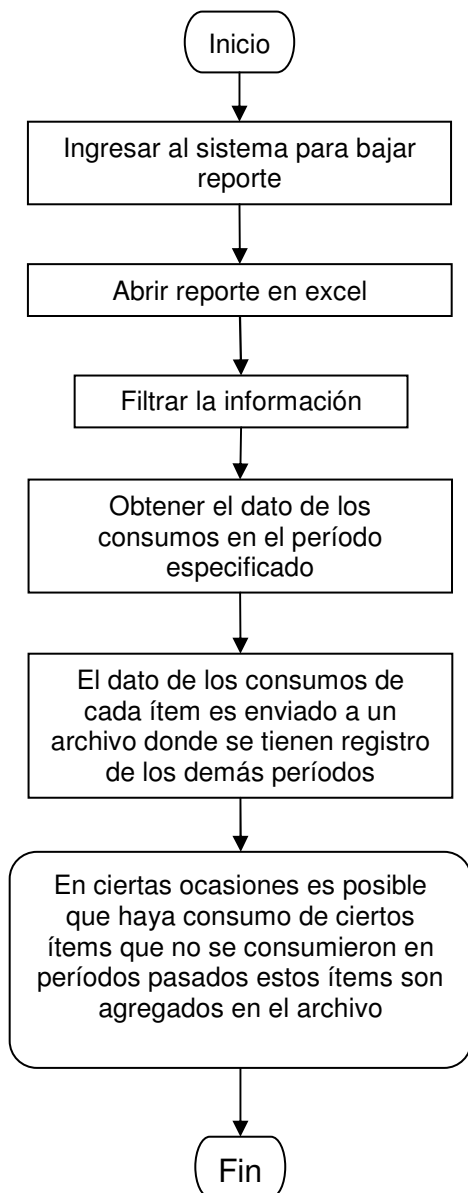 Inicio
Ingresar al sistema para bajar
reporte
Abrir reporte en excel
Filtrar la información
Obtener el dato de los
consumos en el período
especificado
El dato de los consumos de
cada ítem es enviado a un
archivo donde se tienen registro
de los demás períodos
En ciertas ocasiones es posible
que haya consumo de ciertos
ítems que no se consumieron en
períodos pasados estos ítems son
agregados en el archivo
Fin